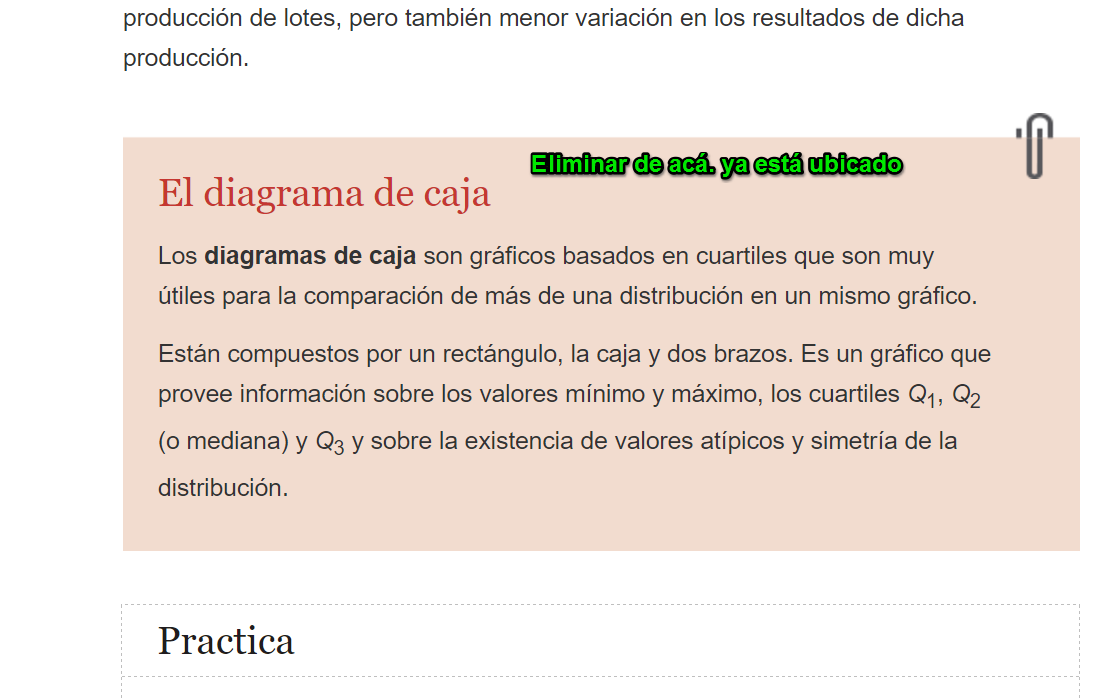 producción de lotes, pero también menor variación en los resultados de dicha
producción.
Eliminar de acá. ya está ubicado
El diagrama de caja
Los diagramas de caja son gráficos basados en cuartiles que son muy
útiles para la comparación de más de una distribución en un mismo gráfico.
Están compuestos por un rectángulo, la caja y dos brazos. Es un gráfico que
provee información sobre los valores mínimo y máximo, los cuartiles Q₁, Q₂
(o mediana) y Q₃ y sobre la existencia de valores atípicos y simetría de la
distribución.
Practica